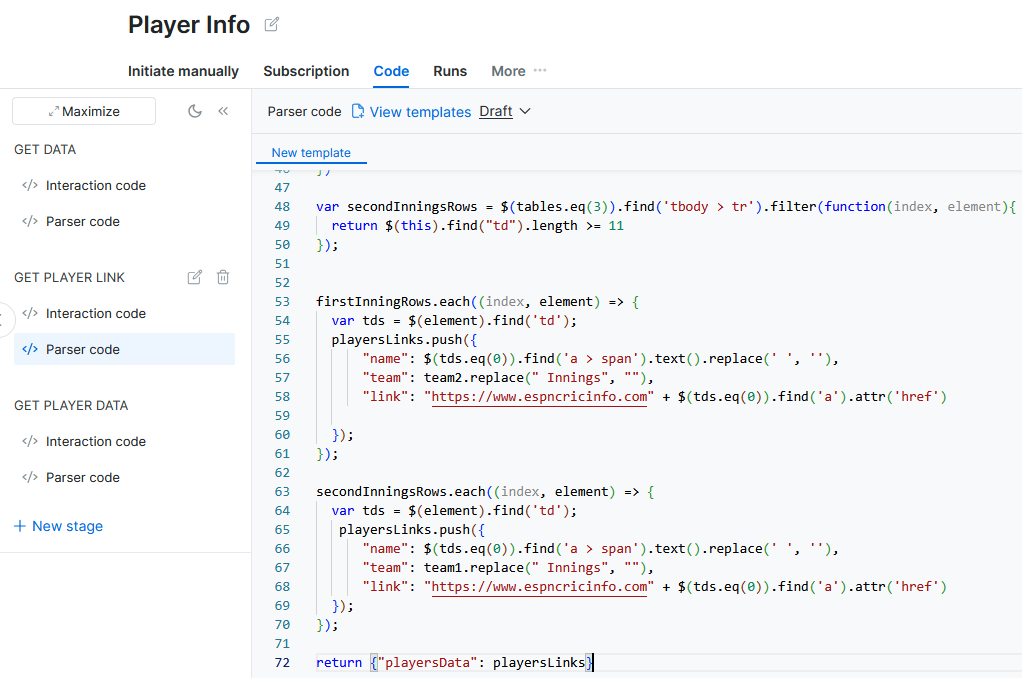 Player Info
Initiate manually Subscription Code Runs More ···
Maximize
Parser code View templates Draft
GET DATA
</> Interaction code
</> Parser code
GET PLAYER LINK
</> Interaction code
</> Parser code
GET PLAYER DATA
</> Interaction code
</> Parser code
+ New stage
New template
46 })
47
48 var secondInningsRows = $(tables.eq(3)).find('tbody > tr').filter(function(index, element){
49   return $(this).find("td").length >= 11
50 });
51
52
53 firstInningRows.each((index, element) => {
54   var tds = $(element).find('td');
55   playersLinks.push({
56       "name": $(tds.eq(0)).find('a > span').text().replace(' ', ''),
57       "team": team2.replace(" Innings", ""),
58       "link": "https://www.espncricinfo.com" + $(tds.eq(0)).find('a').attr('href')
59
60   });
61 });
62
63 secondInningsRows.each((index, element) => {
64   var tds = $(element).find('td');
65    playersLinks.push({
66       "name": $(tds.eq(0)).find('a > span').text().replace(' ', ''),
67       "team": team1.replace(" Innings", ""),
68       "link": "https://www.espncricinfo.com" + $(tds.eq(0)).find('a').attr('href')
69   });
70 });
71
72 return {"playersData": playersLinks}